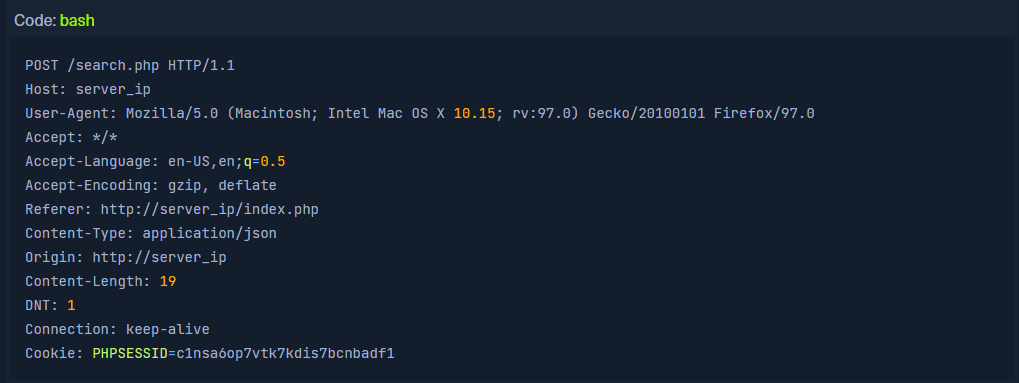 Code: bash
POST /search.php HTTP/1.1
Host: server_ip
User-Agent: Mozilla/5.0 (Macintosh; Intel Mac OS X 10.15; rv:97.0) Gecko/20100101 Firefox/97.0
Accept: */*
Accept-Language: en-US,en;q=0.5
Accept-Encoding: gzip, deflate
Referer: http://server_ip/index.php
Content-Type: application/json
Origin: http://server_ip
Content-Length: 19
DNT: 1
Connection: keep-alive
Cookie: PHPSESSID=c1nsa6op7vtk7kdis7bcnbadf1